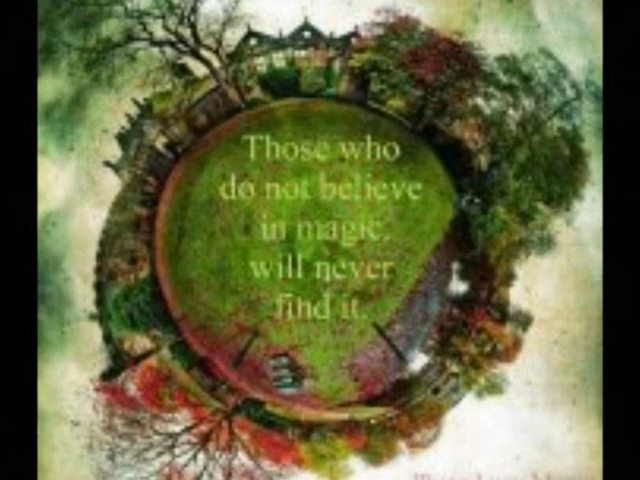 Those who
do not believe
in magic,
will never
find it.